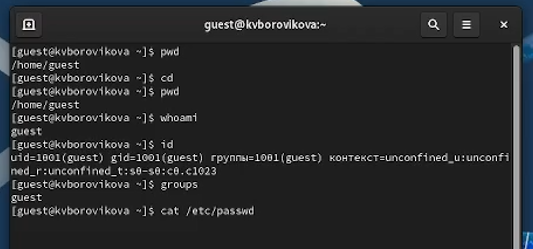 guest@kvborovikova:~
[guest@kvborovikova ~]$ pwd
/home/guest
[guest@kvborovikova ~]$ cd
[guest@kvborovikova ~]$ pwd
/home/guest
[guest@kvborovikova ~]$ whoami
guest
[guest@kvborovikova ~]$ id
uid=1001(guest) gid=1001(guest) группы=1001(guest) контекст=unconfined_u:unconfi
ned_r:unconfined_t:s0-s0:c0.c1023
[guest@kvborovikova ~]$ groups
guest
[guest@kvborovikova ~]$ cat /etc/passwd